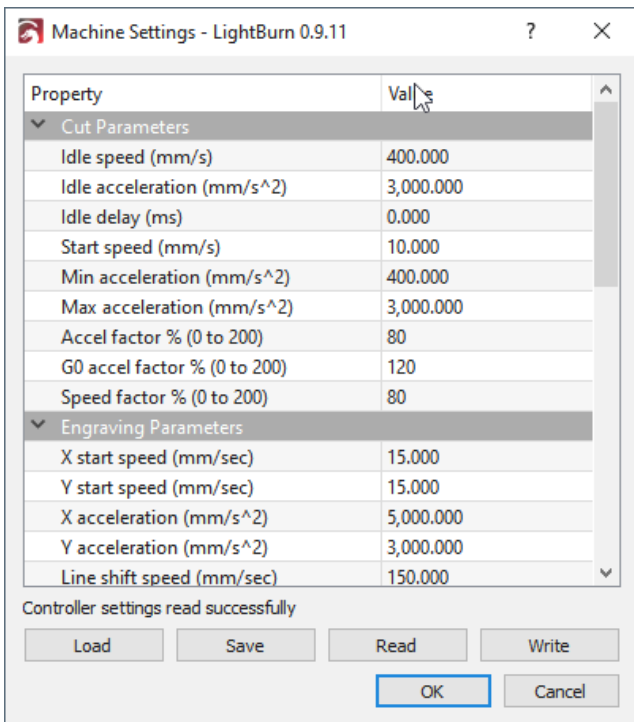 Machine Settings - LightBurn 0.9.11 ?
Property Value
Cut Parameters
Idle speed (mm/s) 400.000
Idle acceleration (mm/s^2) 3,000.000
Idle delay (ms) 0.000
Start speed (mm/s) 10.000
Min acceleration (mm/s^2) 400.000
Max acceleration (mm/s^2) 3,000.000
Accel factor % (0 to 200) 80
G0 accel factor % (0 to 200) 120
Speed factor % (0 to 200) 80
Engraving Parameters
X start speed (mm/sec) 15.000
Y start speed (mm/sec) 15.000
X acceleration (mm/s^2) 5,000.000
Y acceleration (mm/s^2) 3,000.000
Line shift speed (mm/sec) 150.000
Controller settings read successfully
Load Save Read Write
OK Cancel